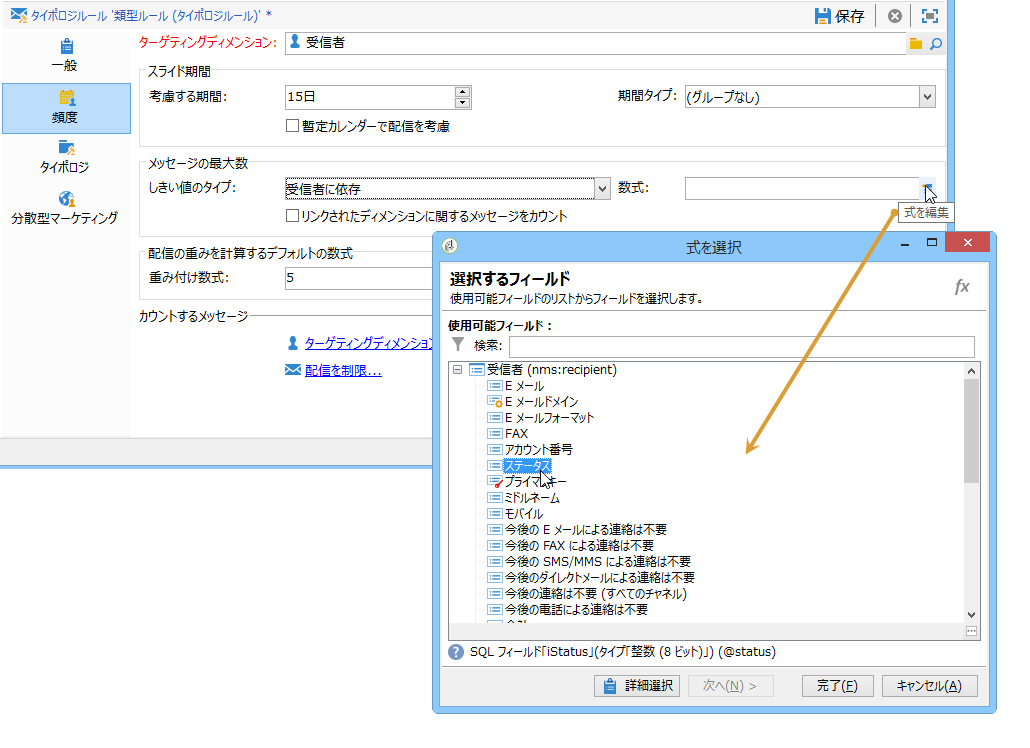 タイポロジルール '類型ルール (タイポロジルール)' *
保存
一般
頻度
タイポロジ
分散型マーケティング
ターゲティングディメンション:
受信者
スライド期間
考慮する期間:
15日
期間タイプ:
(グループなし)
暫定カレンダーで配信を考慮
メッセージの最大数
しきい値のタイプ:
受信者に依存
数式:
式を編集
リンクされたディメンションに関するメッセージをカウント
配信の重みを計算するデフォルトの数式
重み付け数式:
5
カウントするメッセージ
ターゲティングディメンション
配信を制限...
式を選択
選択するフィールド
使用可能フィールドのリストからフィールドを選択します。
fx
使用可能フィールド:
検索:
受信者 (nms:recipient)
E メール
E メールドメイン
E メールフォーマット
FAX
アカウント番号
ステータス
プライマリキー
ミドルネーム
モバイル
今後の E メールによる連絡は不要
今後の FAX による連絡は不要
今後の SMS/MMS による連絡は不要
今後のダイレクトメールによる連絡は不要
今後の連絡は不要 (すべてのチャネル)
今後の電話による連絡は不要
SQL フィールド「iStatus」(タイプ「整数 (8 ビット)」) (@status)
詳細選択
次へ(N) >
完了(F)
キャンセル(A)